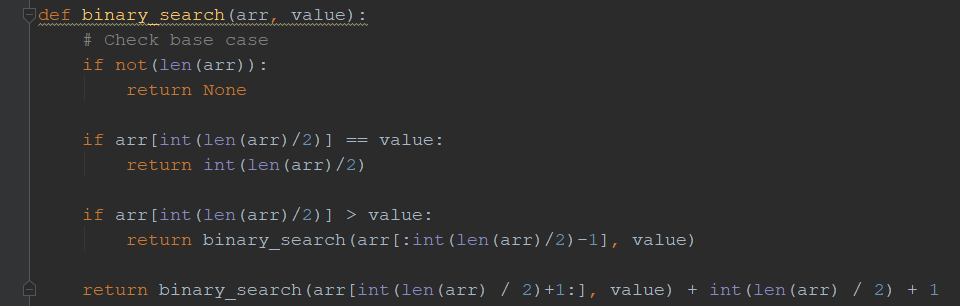 def binary_search(arr, value):
    # Check base case
    if not(len(arr)):
        return None

    if arr[int(len(arr)/2)] == value:
        return int(len(arr)/2)

    if arr[int(len(arr)/2)] > value:
        return binary_search(arr[:int(len(arr)/2)-1], value)

    return binary_search(arr[int(len(arr) / 2)+1:], value) + int(len(arr) / 2) + 1